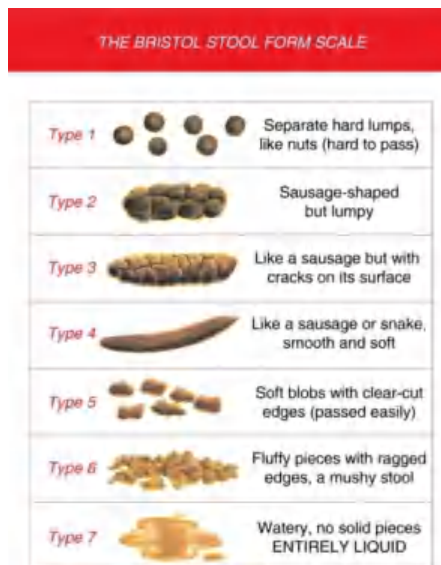 THE BRISTOL STOOL FORM SCALE
Type 1
Separate hard lumps,
like nuts (hard to pass)
Type 2
Sausage-shaped
but lumpy
Type 3
Like a sausage but with
cracks on its surface
Type 4
Like a sausage or snake,
smooth and soft
Type 5
Soft blobs with clear-cut
edges (passed easily)
Type 6
Fluffy pieces with ragged
edges, a mushy stool
Type 7
Watery, no solid pieces
ENTIRELY LIQUID